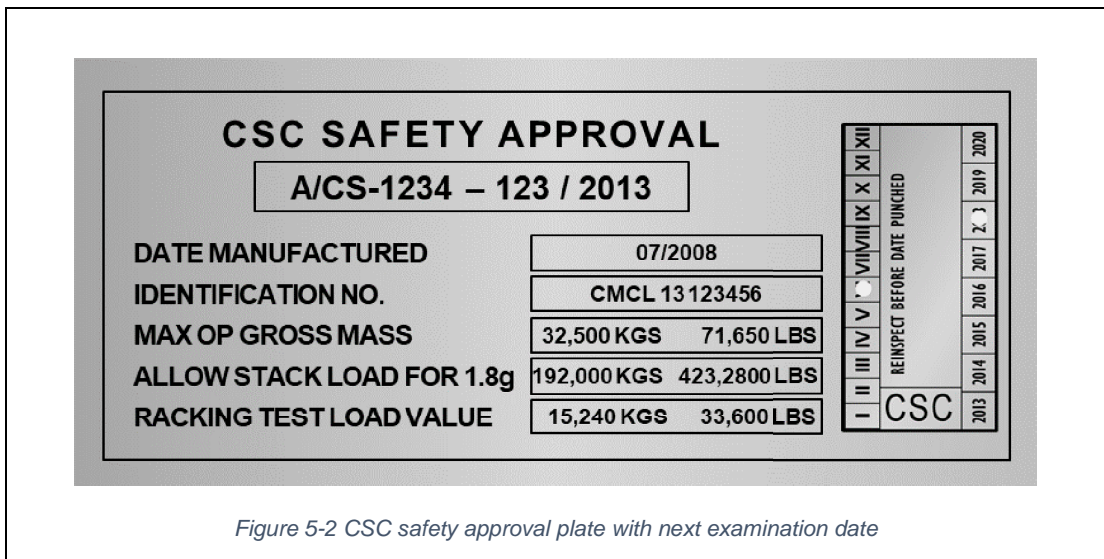 CSC SAFETY APPROVAL
A/CS-1234 – 123 / 2013
DATE MANUFACTURED 07/2008
IDENTIFICATION NO. CMCL 13123456
MAX OP GROSS MASS 32,500 KGS 71,650 LBS
ALLOW STACK LOAD FOR 1.8g 192,000 KGS 423,2800 LBS
RACKING TEST LOAD VALUE 15,240 KGS 33,600 LBS
I II III IV V VII VIII IX X XI XII
REINSPECT BEFORE DATE PUNCHED
CSC
2013 2014 2015 2016 2017 2019 2020
Figure 5-2 CSC safety approval plate with next examination date